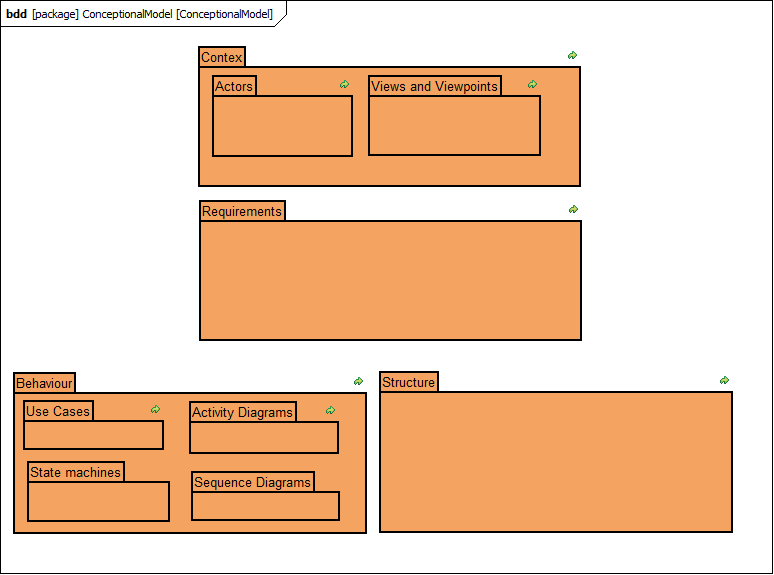 bdd [package] ConceptionalModel [ConceptionalModel]
Contex
Actors
Views and Viewpoints
Requirements
Behaviour
Use Cases
Activity Diagrams
State machines
Sequence Diagrams
Structure